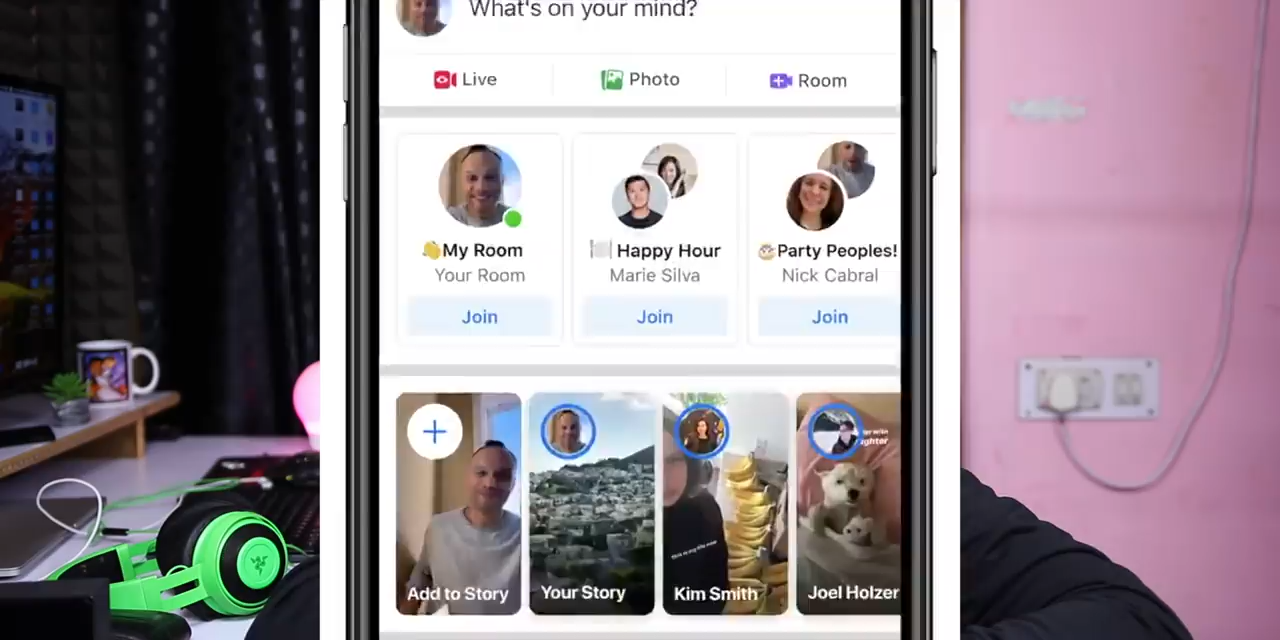 What's on your mind?
Live
Photo
Room
My Room
Happy Hour
Party Peoples!
Your Room
Marie Silva
Nick Cabral
Join
Join
Join
ghter
Add to Story
Your Story
Kim Smith
Joel Holzer